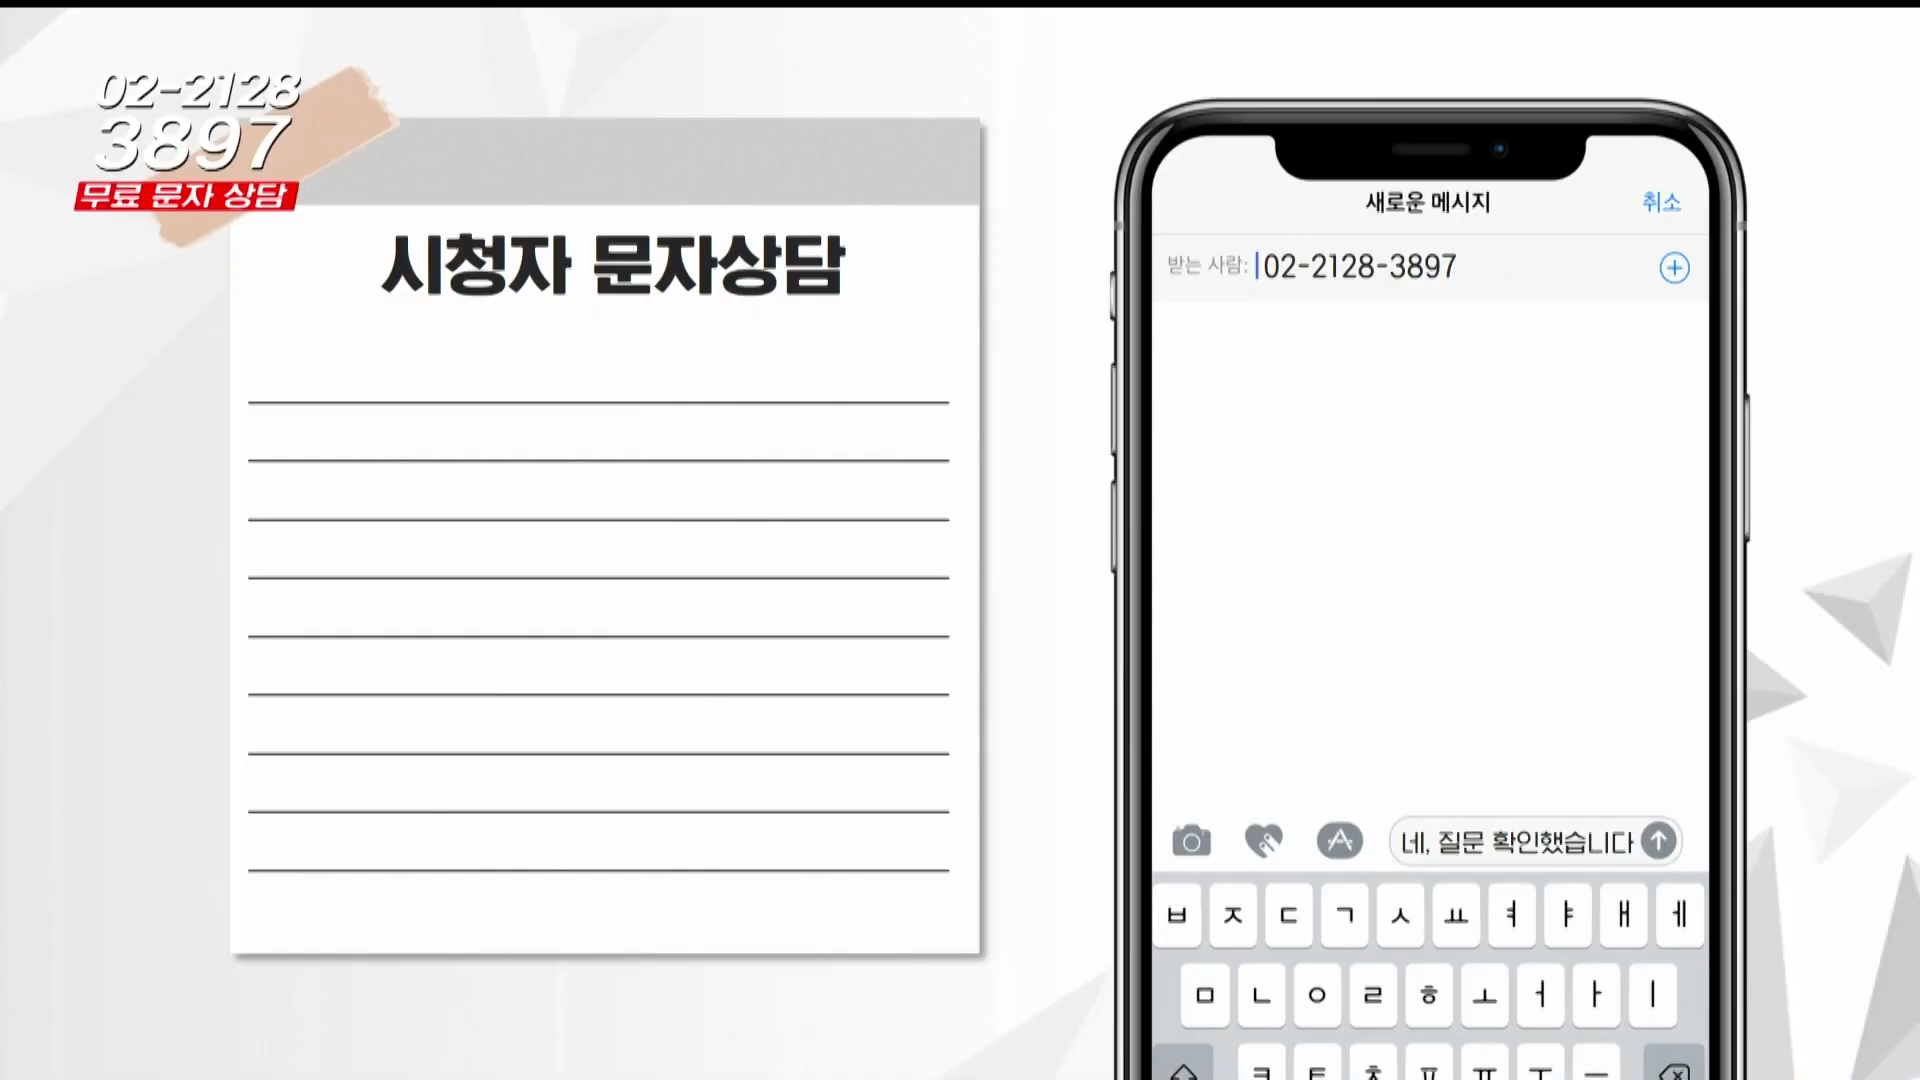 02-2128
3897
무료 문자 상담
시청자 문자상담
새로운 메시지
취소
받는 사람: 02-2128-3897
네, 질문 확인했습니다
ㅂ ㅈ ㄷ ㄱ ㅅ ㅛ ㅕ ㅑ ㅐ ㅔ
ㅁ ㄴ ㅇ ㄹ ㅎ ㅗ ㅓ ㅏ ㅣ
ㅋ ㅌ ㅊ ㅍ ㅠ ㅜ ㅡ